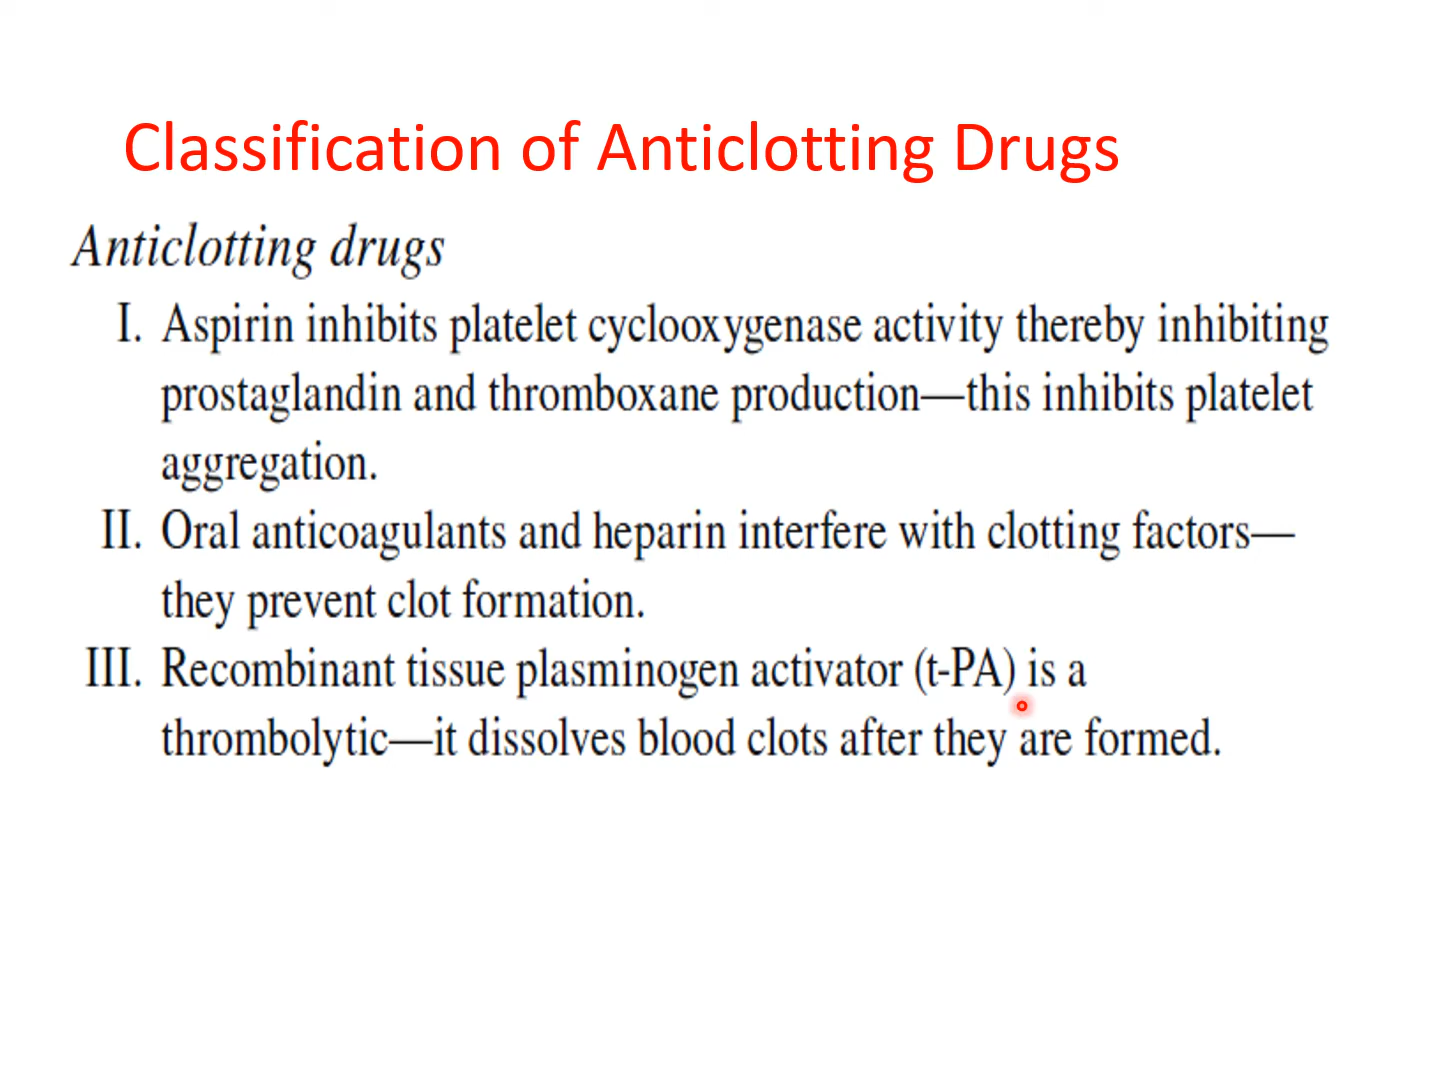 Classification of Anticlotting Drugs
Anticlotting drugs
I. Aspirin inhibits platelet cyclooxygenase activity thereby inhibiting
prostaglandin and thromboxane production—this inhibits platelet
aggregation.
II. Oral anticoagulants and heparin interfere with clotting factors—
they prevent clot formation.
III. Recombinant tissue plasminogen activator (t-PA) is a
thrombolytic—it dissolves blood clots after they are formed.